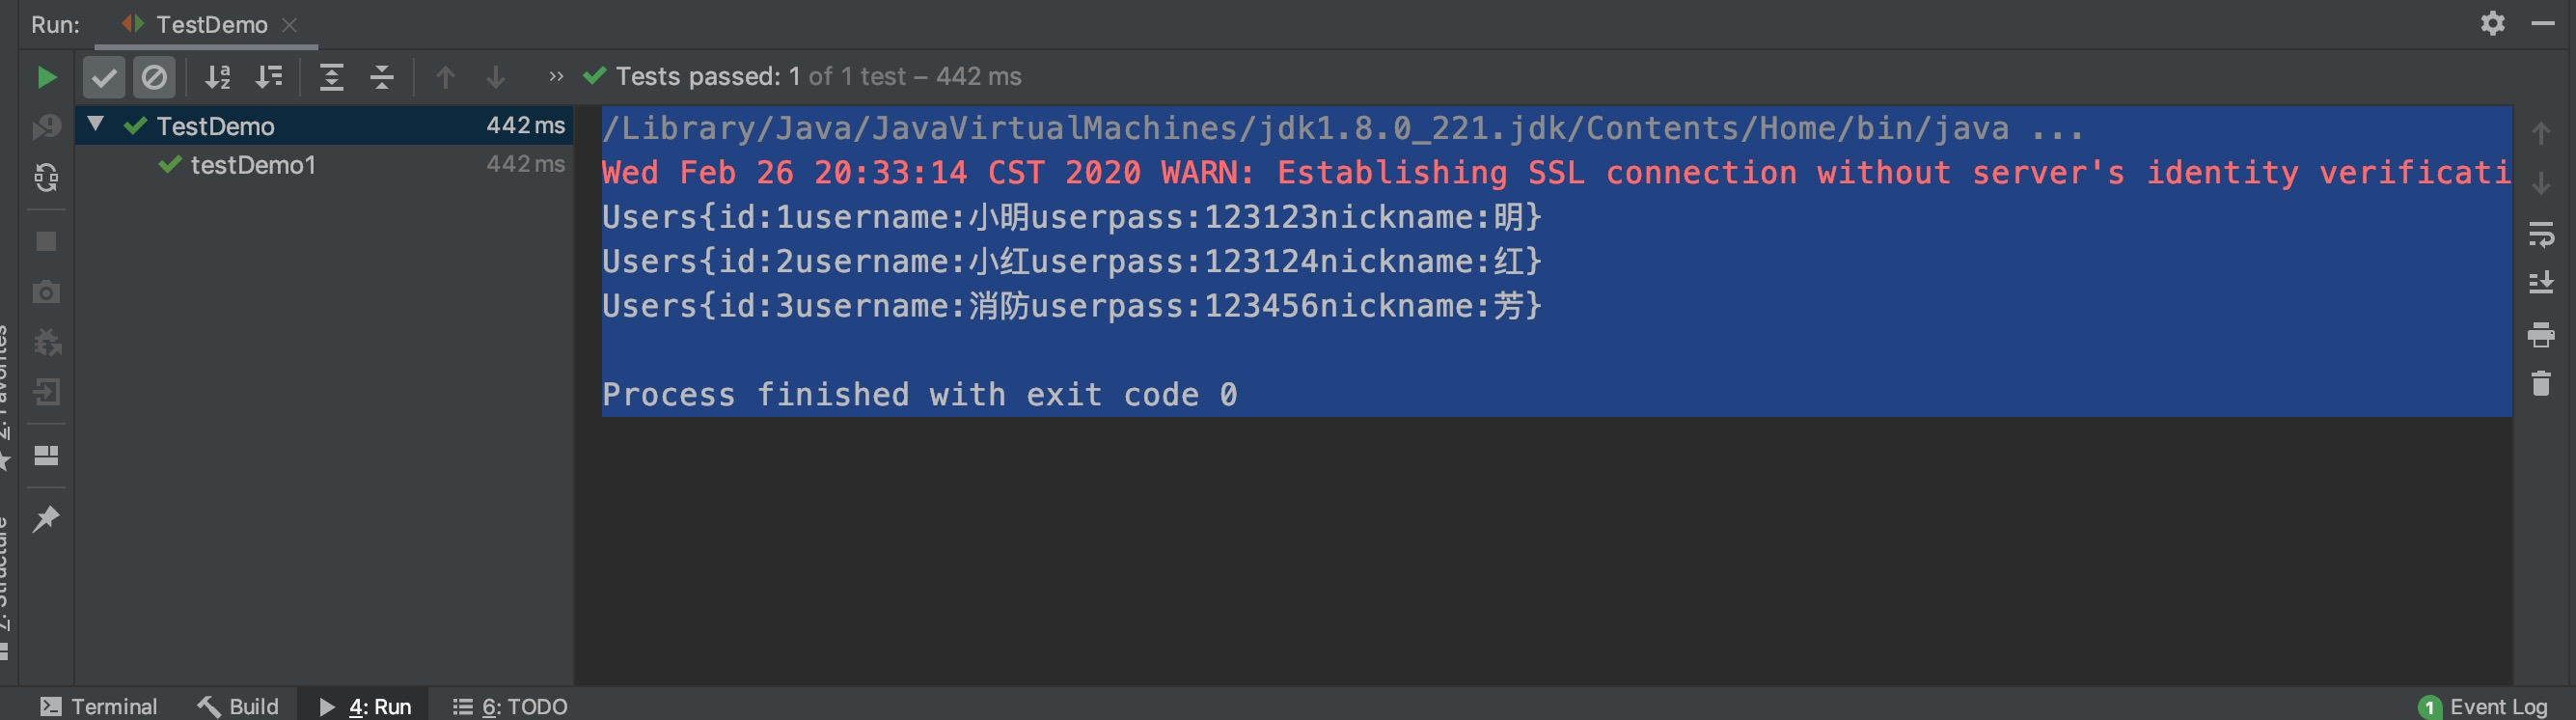 Run: TestDemo
Tests passed: 1 of 1 test – 442 ms
TestDemo 442 ms
testDemo1 442 ms
/Library/Java/JavaVirtualMachines/jdk1.8.0_221.jdk/Contents/Home/bin/java ...
Wed Feb 26 20:33:14 CST 2020 WARN: Establishing SSL connection without server's identity verificati
Users{id:1username:小明userpass:123123nickname:明}
Users{id:2username:小红userpass:123124nickname:红}
Users{id:3username:消防userpass:123456nickname:芳}
Process finished with exit code 0
2: Favorites
7: Structure
Terminal Build 4: Run 6: TODO 1 Event Log